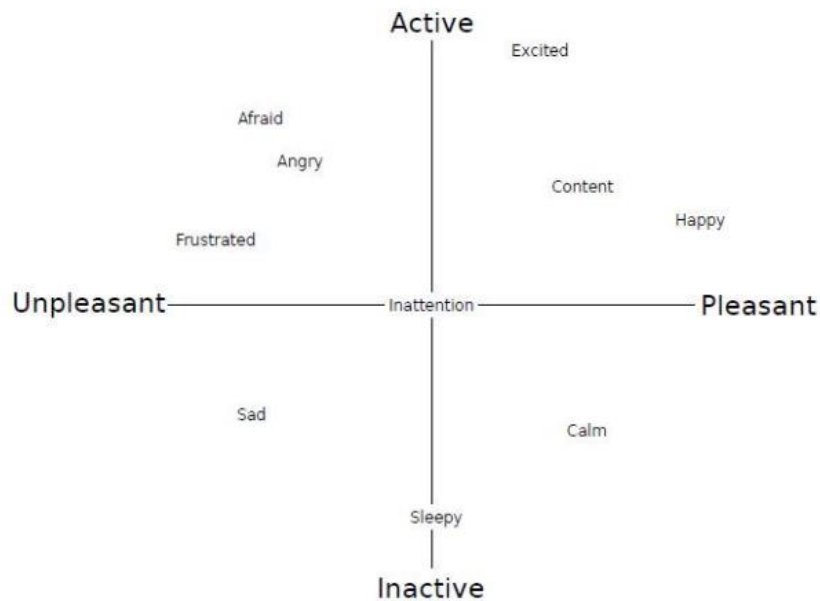 Active
Excited
Afraid
Angry
Content
Happy
Frustrated
Unpleasant Inattention Pleasant
Sad
Calm
Sleepy
Inactive